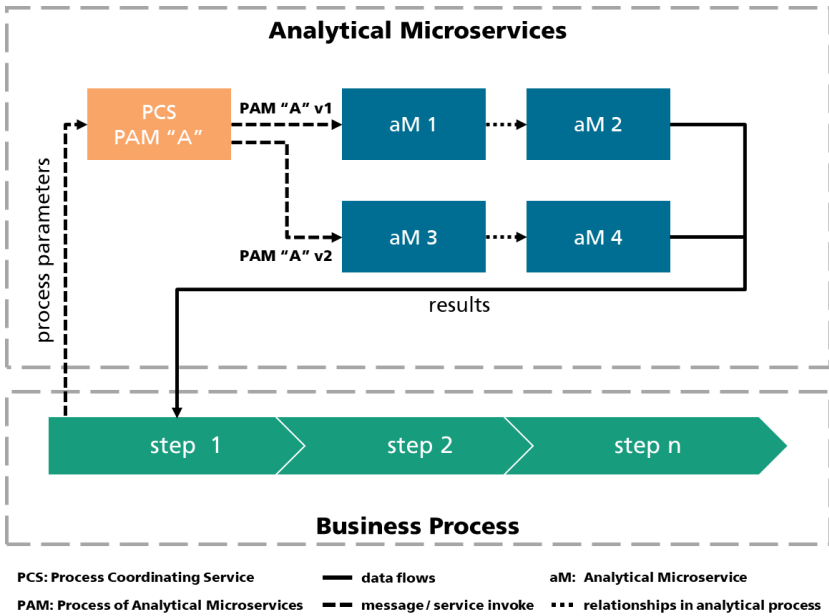 Analytical Microservices
PCS
PAM “A”
PAM “A” v1
aM 1
aM 2
process parameters
aM 3
aM 4
PAM “A” v2
results
step 1
step 2
step n
Business Process
PCS: Process Coordinating Service
data flows
aM: Analytical Microservice
PAM: Process of Analytical Microservices
message / service invoke
relationships in analytical process